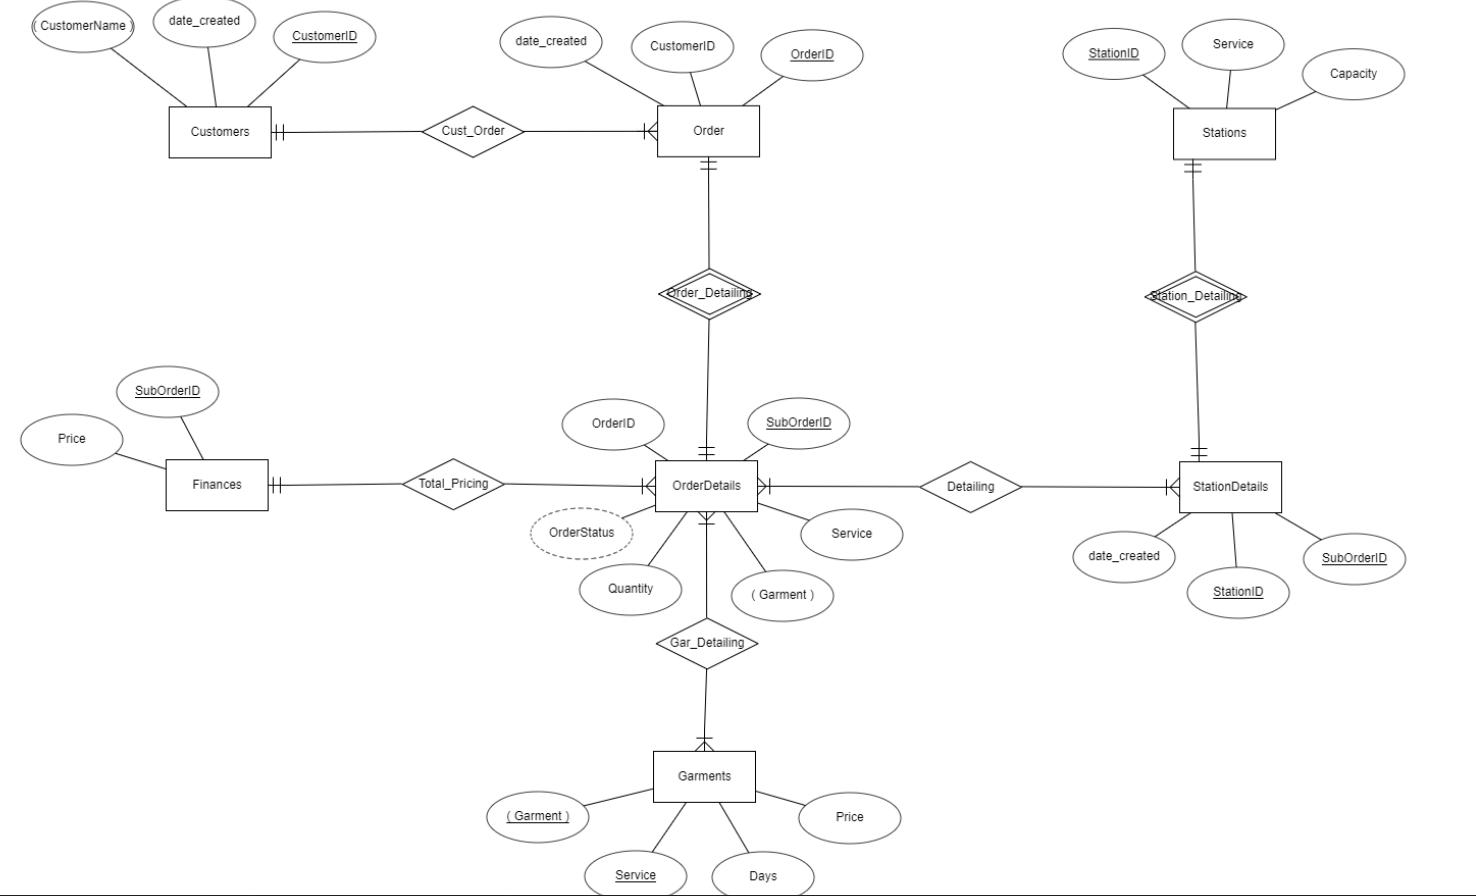 ( CustomerName )
date_created
CustomerID
date_created
CustomerID
OrderID
StationID
Service
Capacity
Customers
Cust_Order
Order
Stations
Order_Detailing
Station_Detailing
SubOrderID
Price
Finances
Total_Pricing
OrderID
SubOrderID
OrderDetails
Detailing
StationDetails
OrderStatus
Service
Quantity
( Garment )
date_created
StationID
SubOrderID
Gar_Detailing
Garments
( Garment )
Price
Service
Days